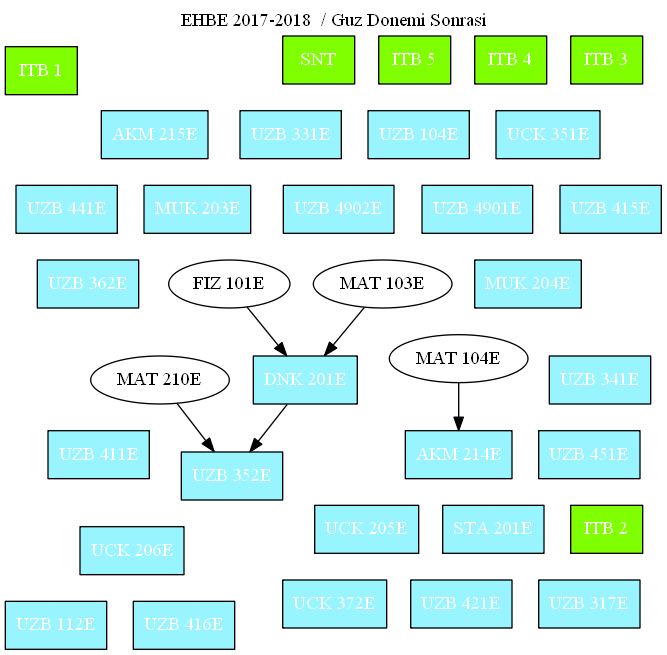 EHBE 2017-2018 / Guz Donemi Sonrasi
ITB 1
SNT
ITB 5
ITB 4
ITB 3
AKM 215E
UZB 331E
UZB 104E
UCK 351E
UZB 441E
MUK 203E
UZB 4902E
UZB 4901E
UZB 415E
UZB 362E
FIZ 101E
MAT 103E
MUK 204E
MAT 210E
DNK 201E
MAT 104E
UZB 341E
UZB 411E
UZB 352E
AKM 214E
UZB 451E
UCK 206E
UCK 205E
STA 201E
ITB 2
UZB 112E
UZB 416E
UCK 372E
UZB 421E
UZB 317E